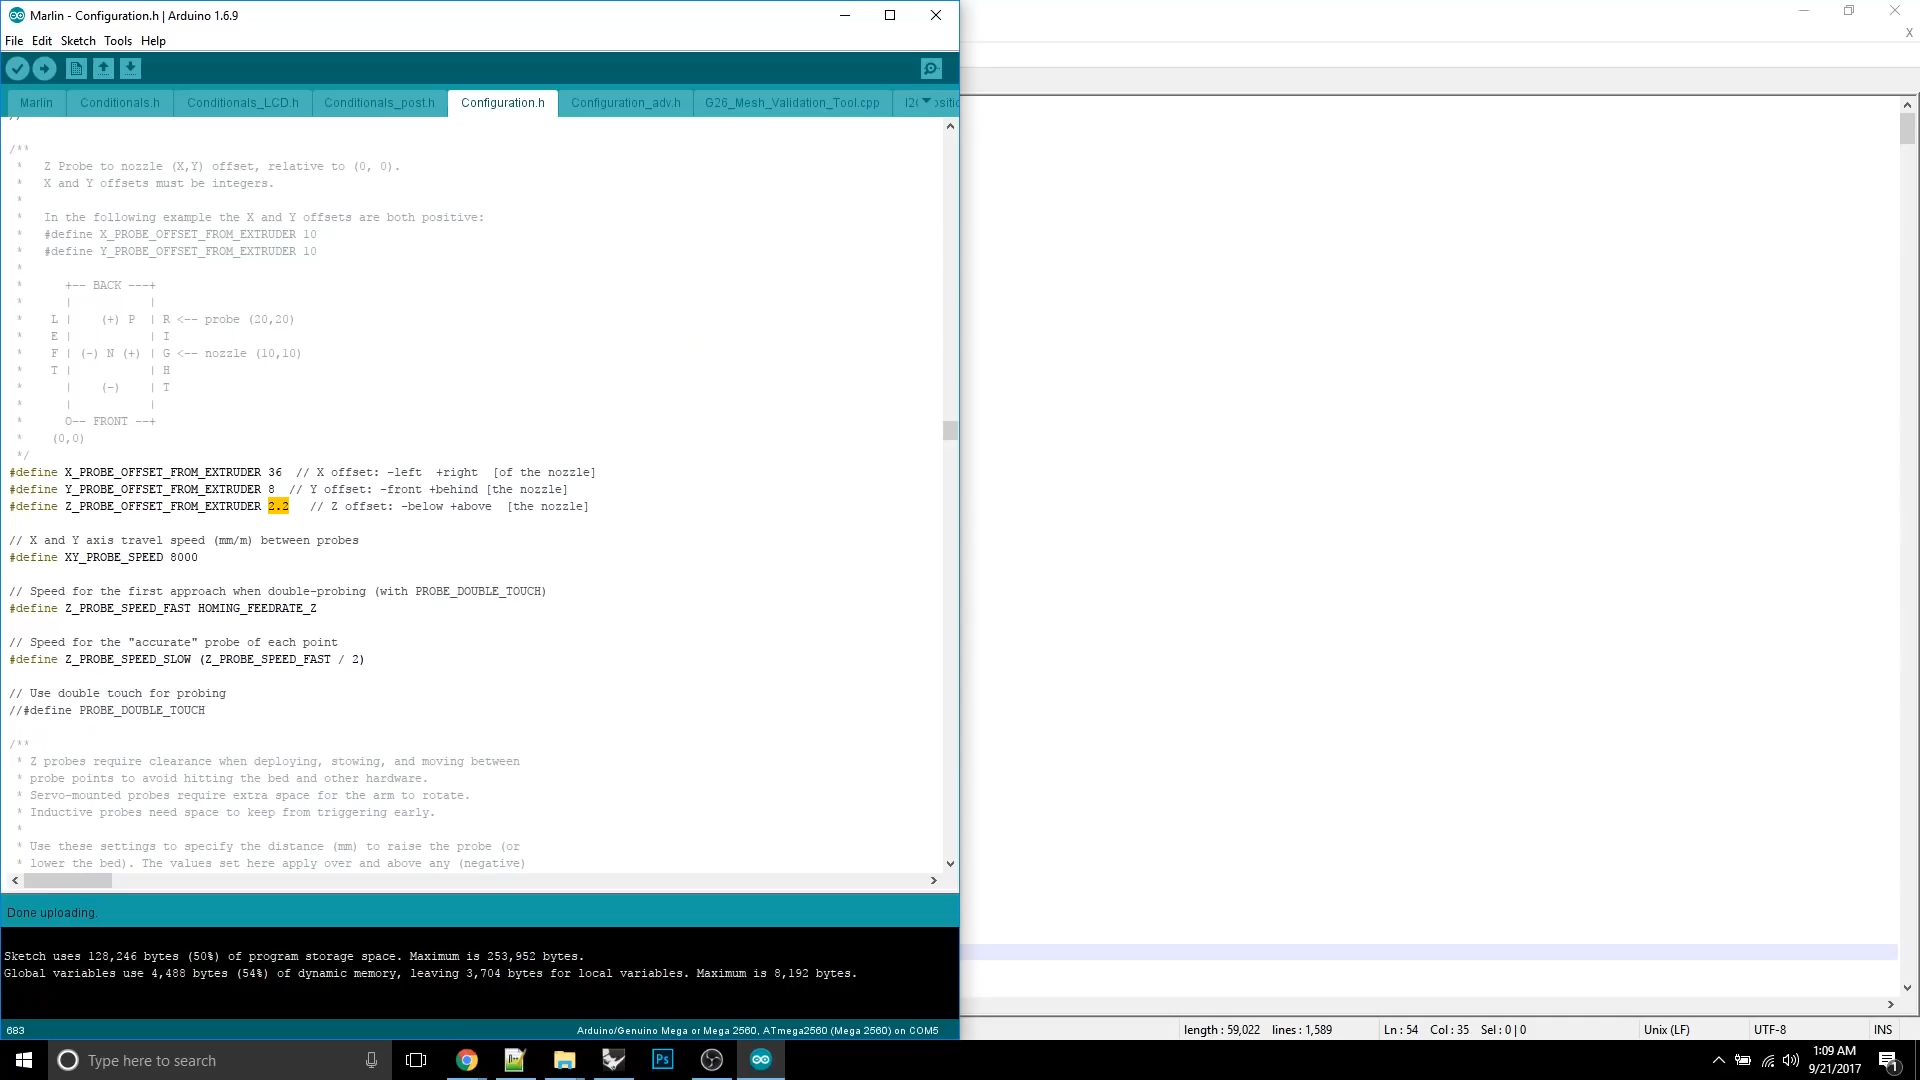 Marlin - Configuration.h | Arduino 1.6.9
File Edit Sketch Tools Help
X
Marlin Conditionals.h Conditionals_LCD.h Conditionals_post.h Configuration.h Configuration_adv.h G26_Mesh_Validation_Tool.cpp
//
/**
* Z Probe to nozzle (X,Y) offset, relative to (0, 0).
* X and Y offsets must be integers.
*
* In the following example the X and Y offsets are both positive:
* #define X_PROBE_OFFSET_FROM_EXTRUDER 10
* #define Y_PROBE_OFFSET_FROM_EXTRUDER 10
*
* +-- BACK ---+
* | |
* L | (+) P | R <-- probe (20,20)
* E | | I
* F | (-) N (+) | G <-- nozzle (10,10)
* T | | H
* | (-) | T
* | |
* O-- FRONT --+
* (0,0)
*/
#define X_PROBE_OFFSET_FROM_EXTRUDER 36 // X offset: -left +right [of the nozzle]
#define Y_PROBE_OFFSET_FROM_EXTRUDER 8 // Y offset: -front +behind [the nozzle]
#define Z_PROBE_OFFSET_FROM_EXTRUDER 2.2 // Z offset: -below +above [the nozzle]
// X and Y axis travel speed (mm/m) between probes
#define XY_PROBE_SPEED 8000
// Speed for the first approach when double-probing (with PROBE_DOUBLE_TOUCH)
#define Z_PROBE_SPEED_FAST HOMING_FEEDRATE_Z
// Speed for the "accurate" probe of each point
#define Z_PROBE_SPEED_SLOW (Z_PROBE_SPEED_FAST / 2)
// Use double touch for probing
//#define PROBE_DOUBLE_TOUCH
/**
* Z probes require clearance when deploying, stowing, and moving between
* probe points to avoid hitting the bed and other hardware.
* Servo-mounted probes require extra space for the arm to rotate.
* Inductive probes need space to keep from triggering early.
*
* Use these settings to specify the distance (mm) to raise the probe (or
* lower the bed). The values set here apply over and above any (negative)
Done uploading.
Sketch uses 128,246 bytes (50%) of program storage space. Maximum is 253,952 bytes.
Global variables use 4,488 bytes (54%) of dynamic memory, leaving 3,704 bytes for local variables. Maximum is 8,192 bytes.
683 Arduino/Genuino Mega or Mega 2560, ATmega2560 (Mega 2560) on COM5
length : 59,022 lines : 1,589 Ln : 54 Col : 35 Sel : 0 | 0 Unix (LF) UTF-8 INS
Type here to search
Ps
1:09 AM
9/21/2017
1